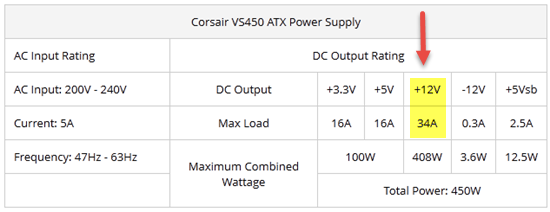 Corsair VS450 ATX Power Supply
AC Input Rating DC Output Rating
AC Input: 200V - 240V DC Output +3.3V +5V +12V -12V +5Vsb
Current: 5A Max Load 16A 16A 34A 0.3A 2.5A
Frequency: 47Hz - 63Hz Maximum Combined Wattage 100W 408W 3.6W 12.5W
Total Power: 450W